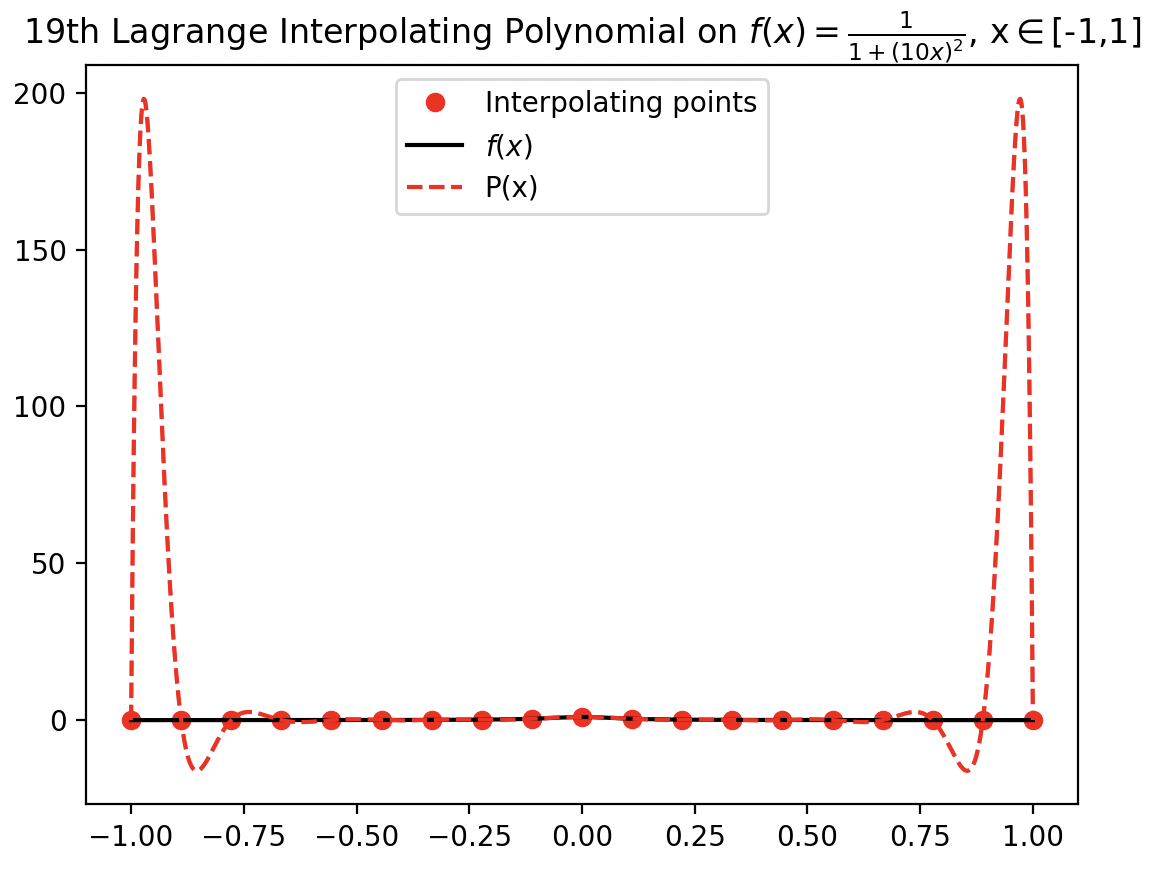 19th Lagrange Interpolating Polynomial on f(x) = 1/(1+(10x)²), x∈[-1,1]
Interpolating points
f(x)
P(x)
200
150
100
50
0
−1.00 −0.75 −0.50 −0.25 0.00 0.25 0.50 0.75 1.00